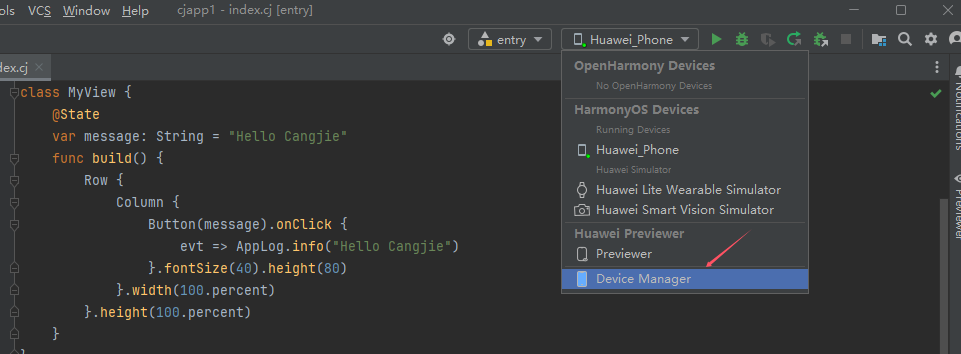 ols VCS Window Help cjapp1 - index.cj [entry]
entry Huawei_Phone
dex.cj
class MyView {
@State
var message: String = "Hello Cangjie"
func build() {
Row {
Column {
Button(message).onClick {
evt => AppLog.info("Hello Cangjie")
}.fontSize(40).height(80)
}.width(100.percent)
}.height(100.percent)
}
}
OpenHarmony Devices
No OpenHarmony Devices
HarmonyOS Devices
Running Devices
Huawei_Phone
Huawei Simulator
Huawei Lite Wearable Simulator
Huawei Smart Vision Simulator
Huawei Previewer
Previewer
Device Manager
Notifications
Previewer